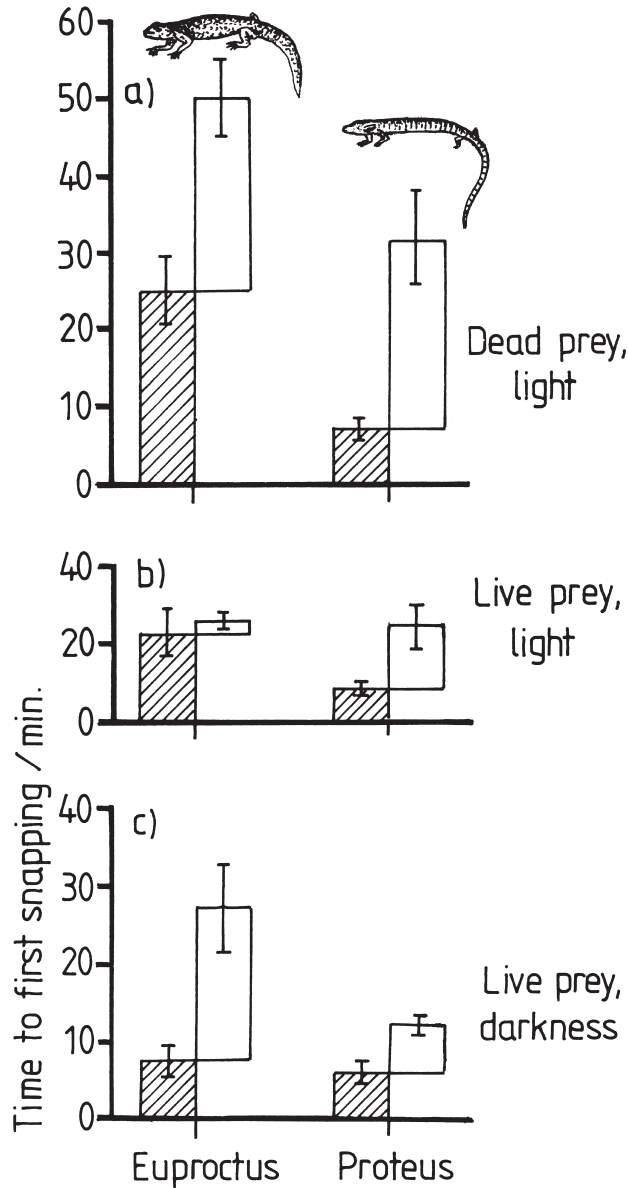 60
a)
50
40
30
20
10
0
Dead prey,
light
40
b)
20
0
Live prey,
light
40
c)
30
20
10
0
Live prey,
darkness
Time to first snapping /min.
Euproctus Proteus